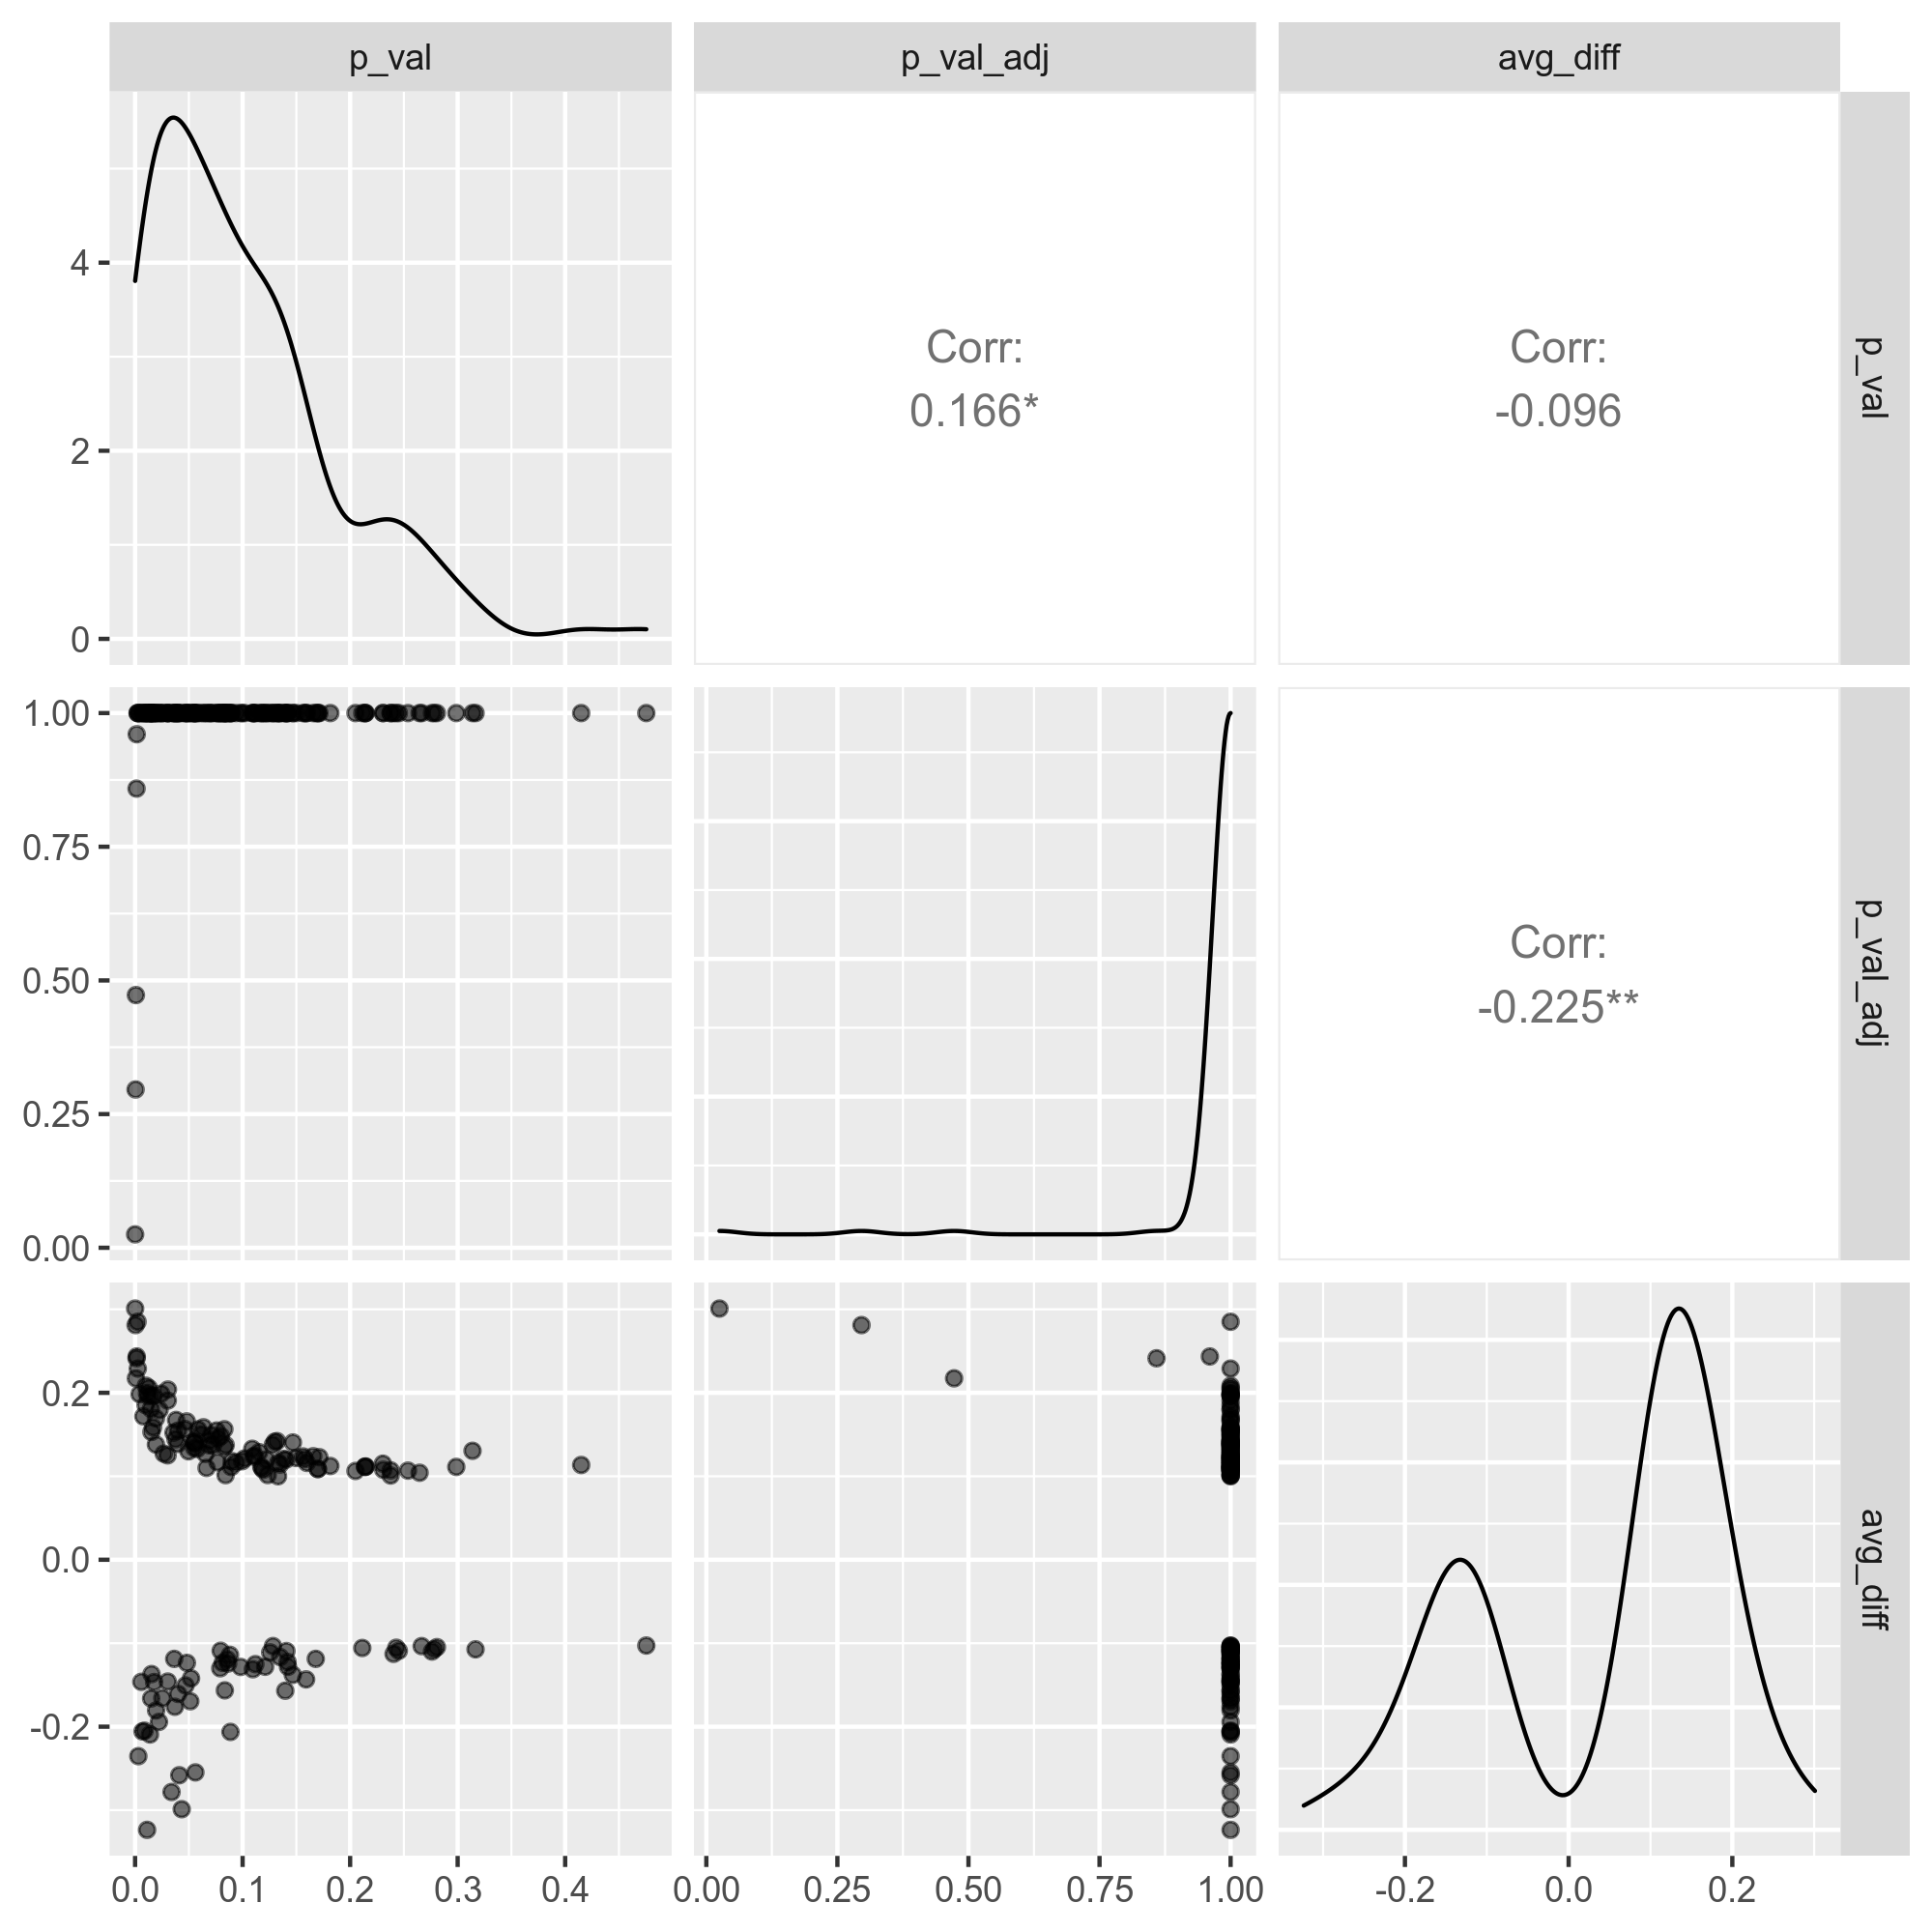 p_val p_val_adj avg_diff
4
2
0
Corr:
0.166*
Corr:
-0.096
p_val
1.00
0.75
0.50
0.25
0.00
Corr:
-0.225**
p_val_adj
0.2
0.0
-0.2
avg_diff
0.0 0.1 0.2 0.3 0.4
0.00 0.25 0.50 0.75 1.00
-0.2 0.0 0.2